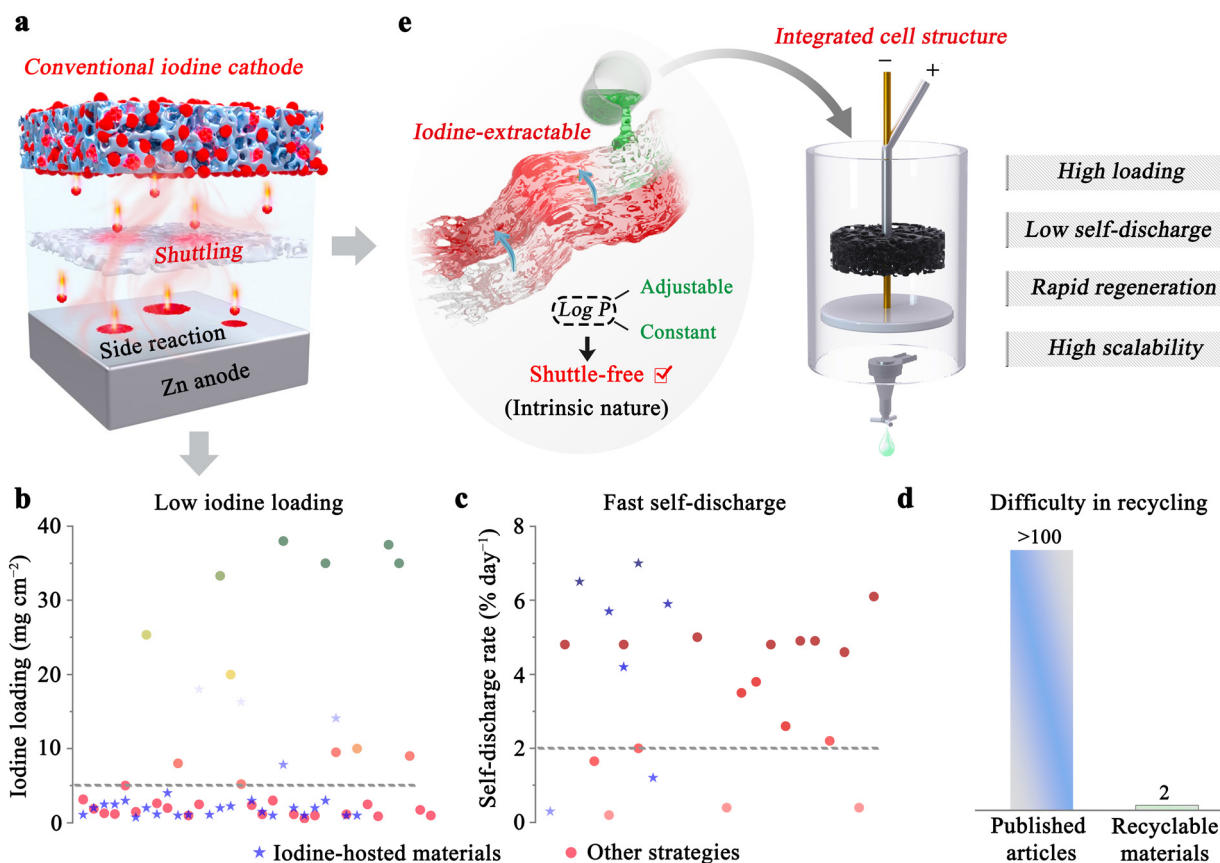 a
Conventional iodine cathode
Shuttling
Side reaction
Zn anode
e
Iodine-extractable
Log P
Adjustable
Constant
Shuttle-free
(Intrinsic nature)
Integrated cell structure
− +
High loading
Low self-discharge
Rapid regeneration
High scalability
b
Low iodine loading
Iodine loading (mg cm⁻²)
40
30
20
10
0
c
Fast self-discharge
Self-discharge rate (% day⁻¹)
8
6
4
2
0
d
Difficulty in recycling
>100
2
Published
articles
Recyclable
materials
★ Iodine-hosted materials ● Other strategies